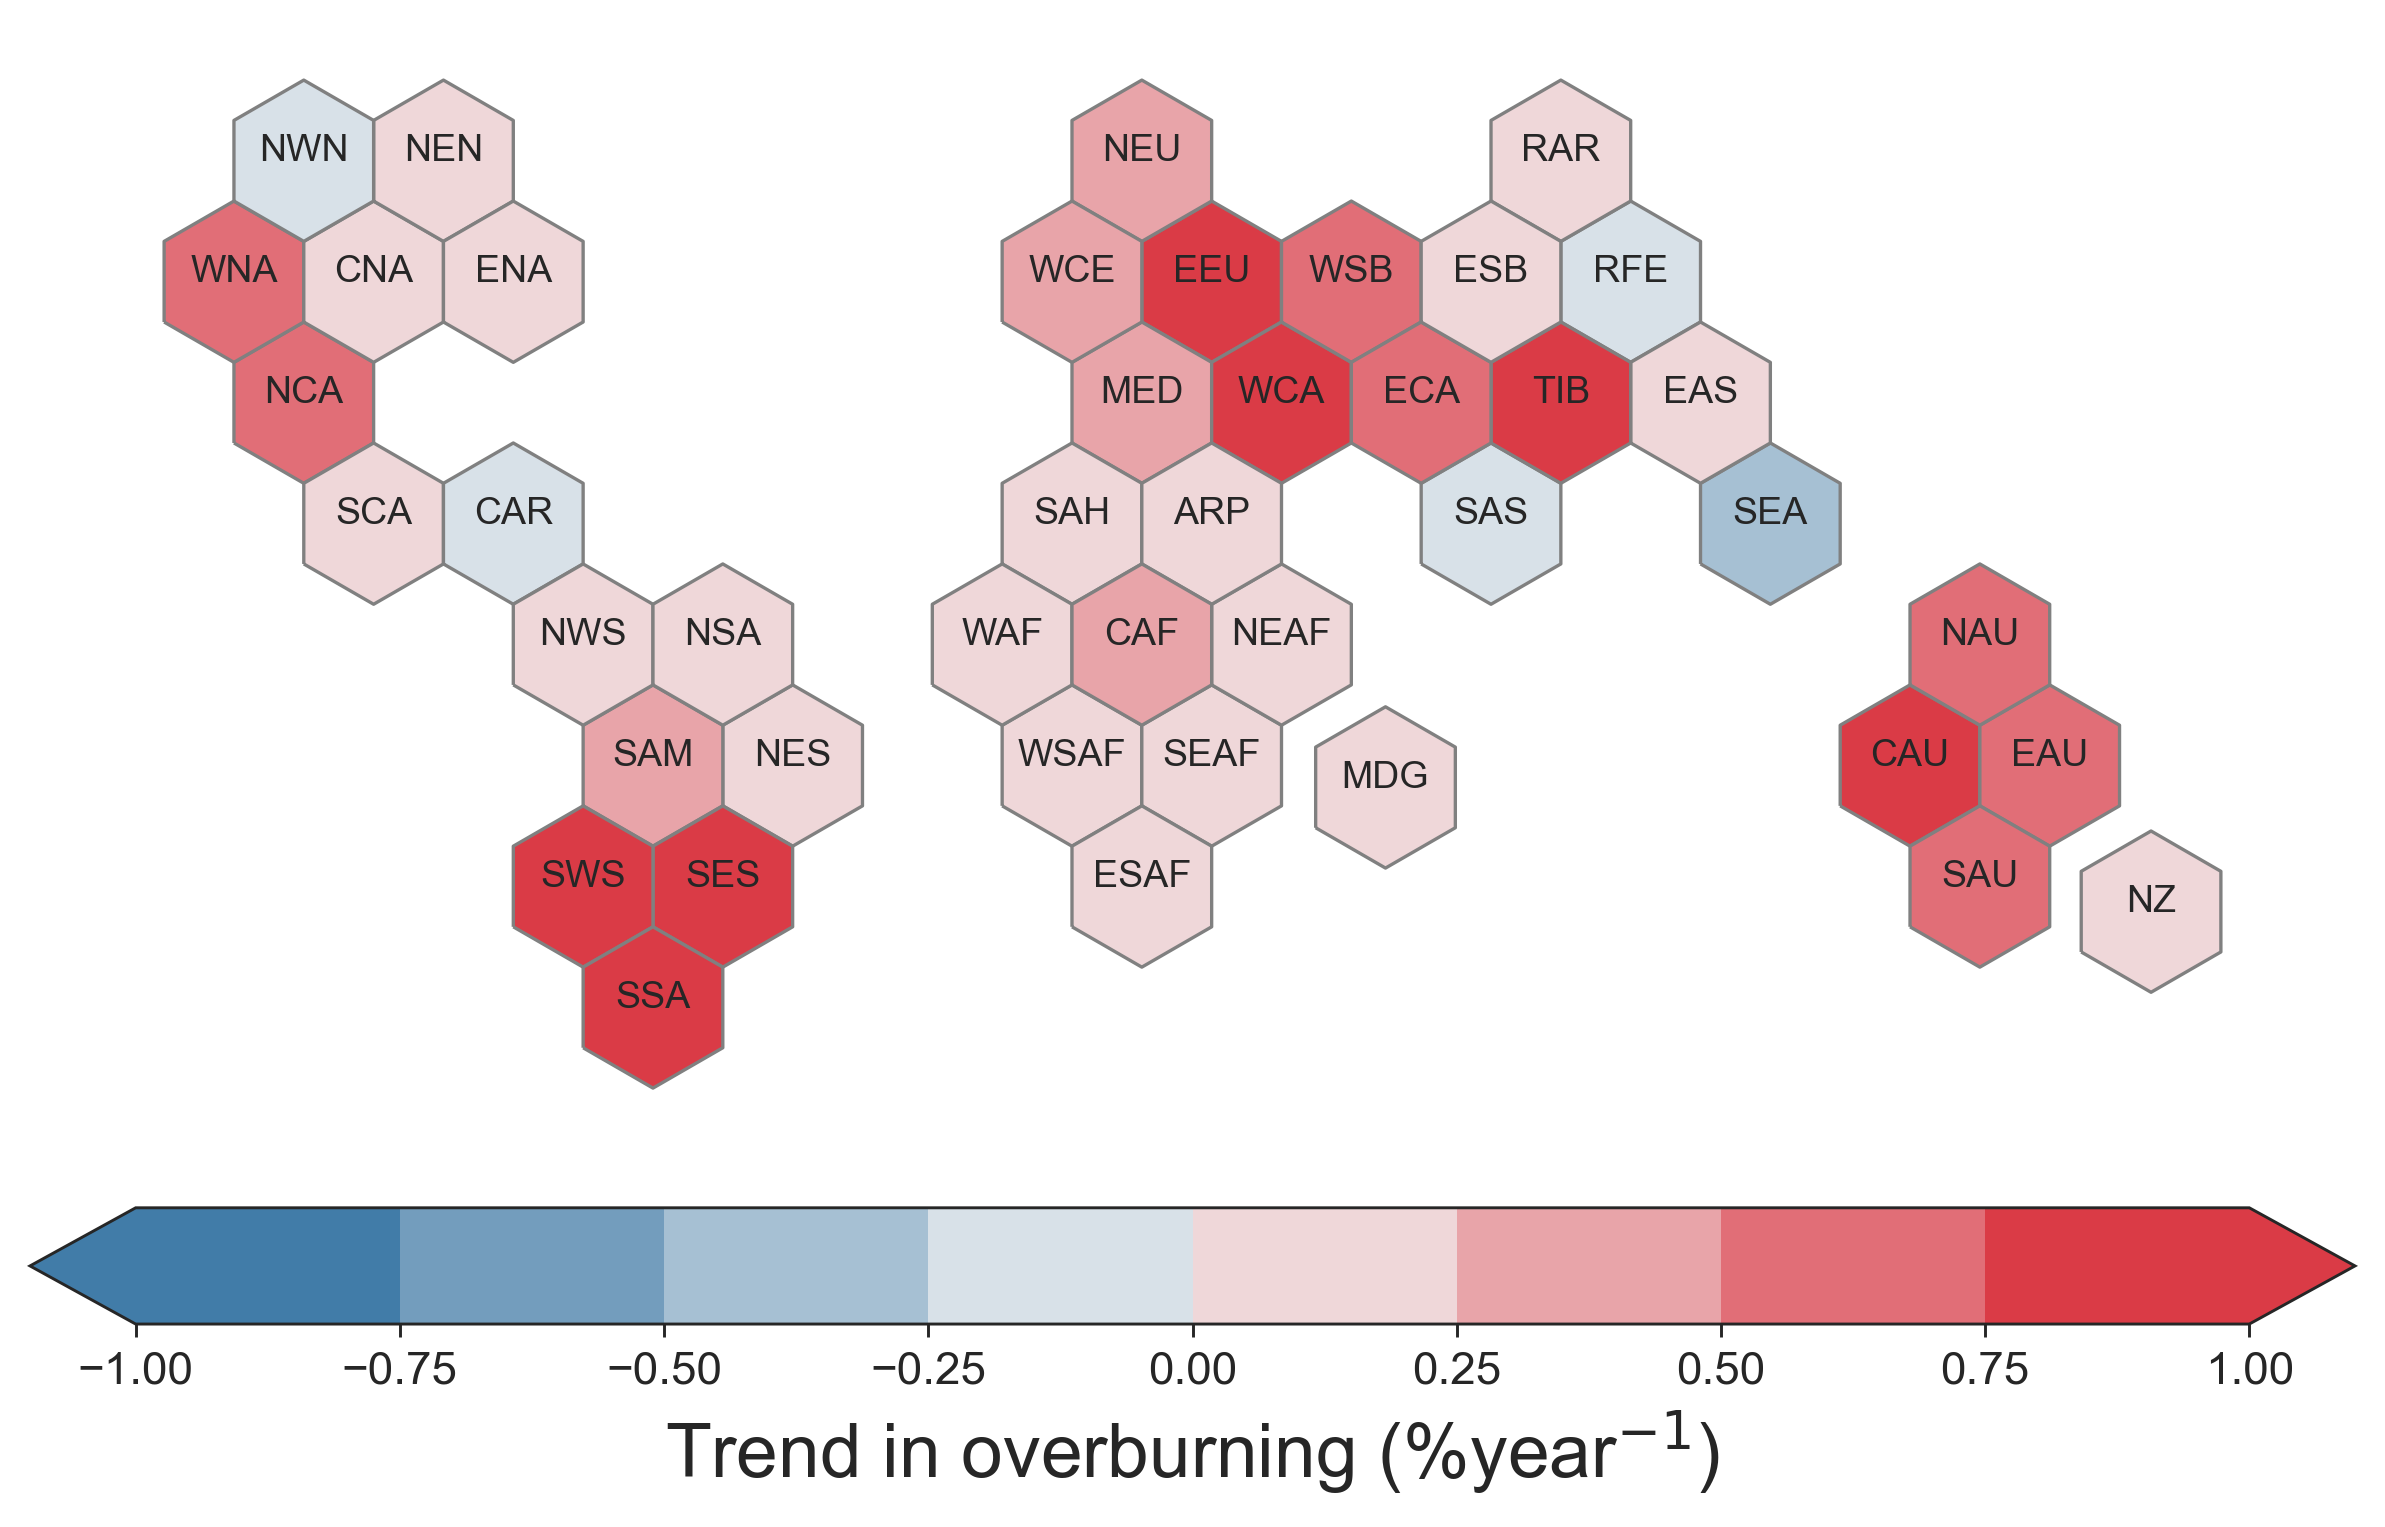 NWN NEN NEU RAR
WNA CNA ENA WCE EEU WSB ESB RFE
NCA MED WCA ECA TIB EAS
SCA CAR SAH ARP SAS SEA
NWS NSA WAF CAF NEAF NAU
SAM NES WSAF SEAF MDG CAU EAU
SWS SES ESAF SAU NZ
SSA
−1.00 −0.75 −0.50 −0.25 0.00 0.25 0.50 0.75 1.00
Trend in overburning (%year⁻¹)